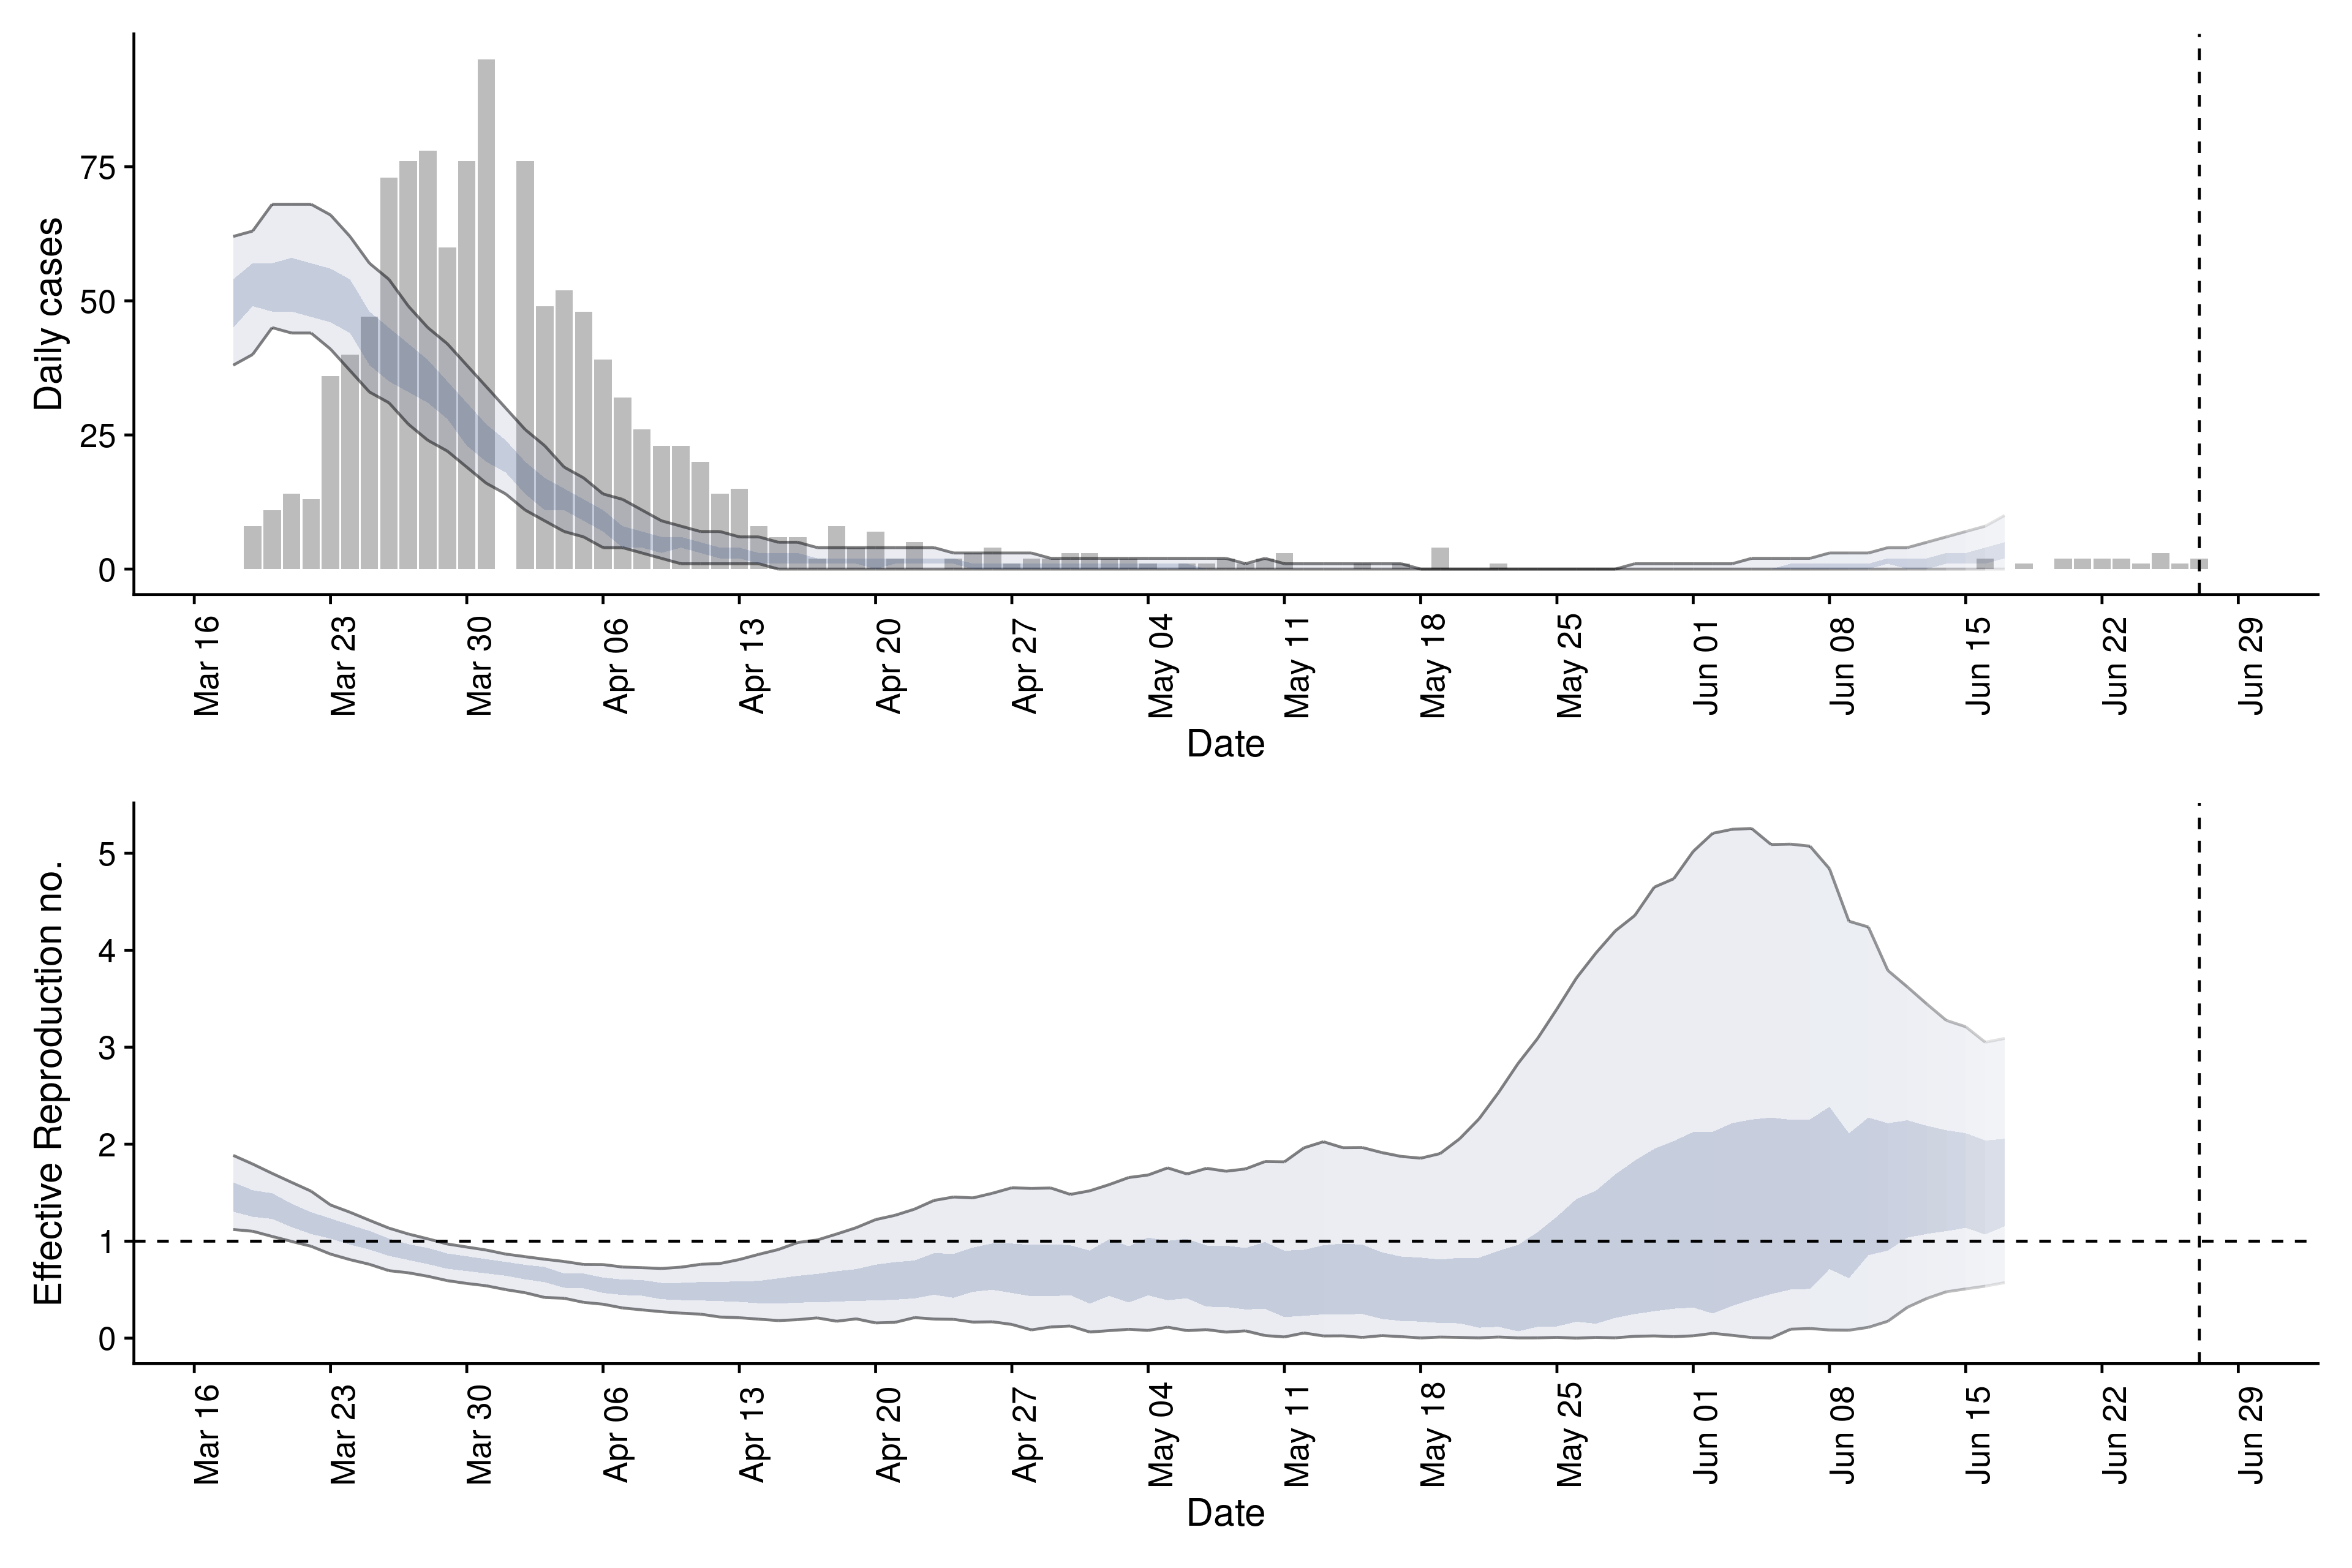 Daily cases
75
50
25
0
Mar 16
Mar 23
Mar 30
Apr 06
Apr 13
Apr 20
Apr 27
May 04
May 11
May 18
May 25
Jun 01
Jun 08
Jun 15
Jun 22
Jun 29
Date
Effective Reproduction no.
5
4
3
2
1
0
Mar 16
Mar 23
Mar 30
Apr 06
Apr 13
Apr 20
Apr 27
May 04
May 11
May 18
May 25
Jun 01
Jun 08
Jun 15
Jun 22
Jun 29
Date